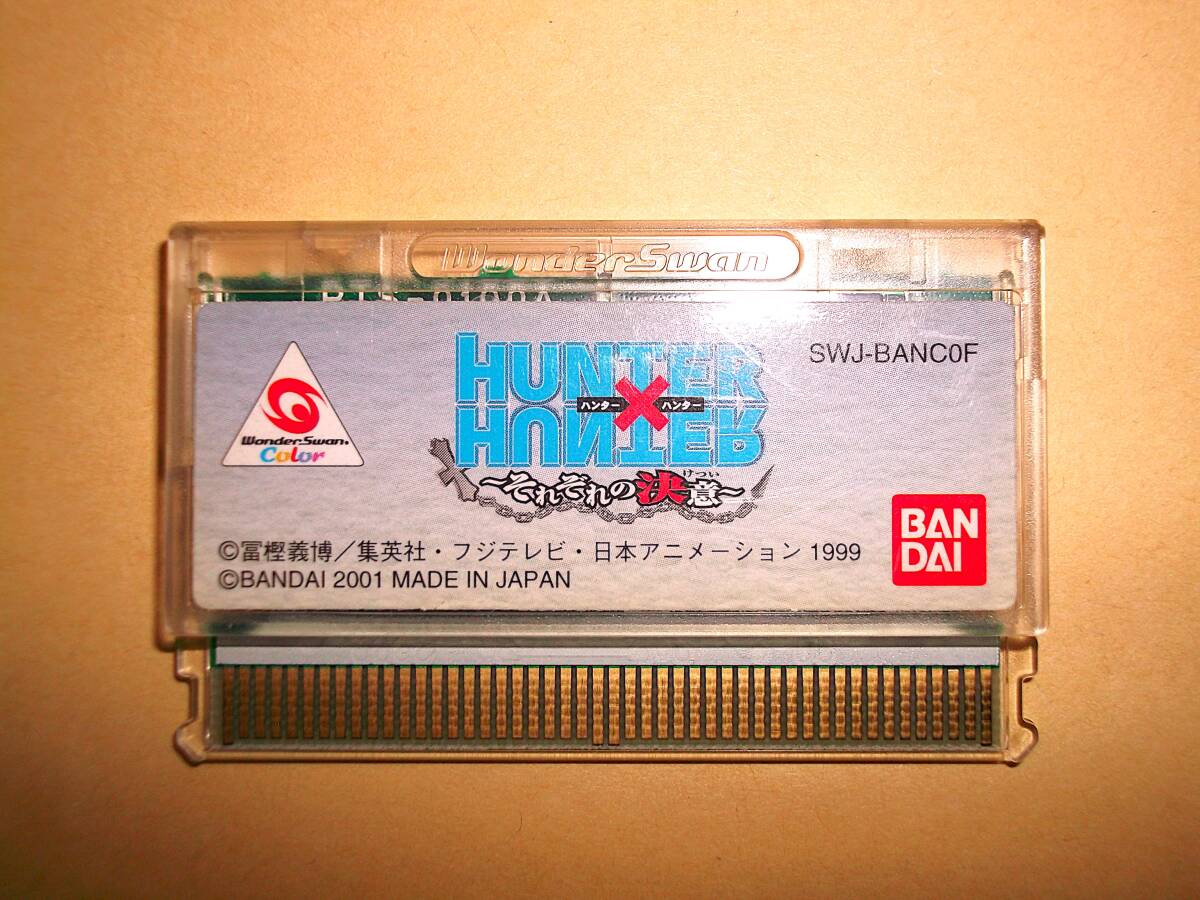 WonderSwan
SWJ-BANC0F
HUNTER
ハンター × ハンター
HUNTER
けつい
～それぞれの決意～
WonderSwan
Color
BAN
DAI
©冨樫義博／集英社・フジテレビ・日本アニメーション 1999
©BANDAI 2001 MADE IN JAPAN